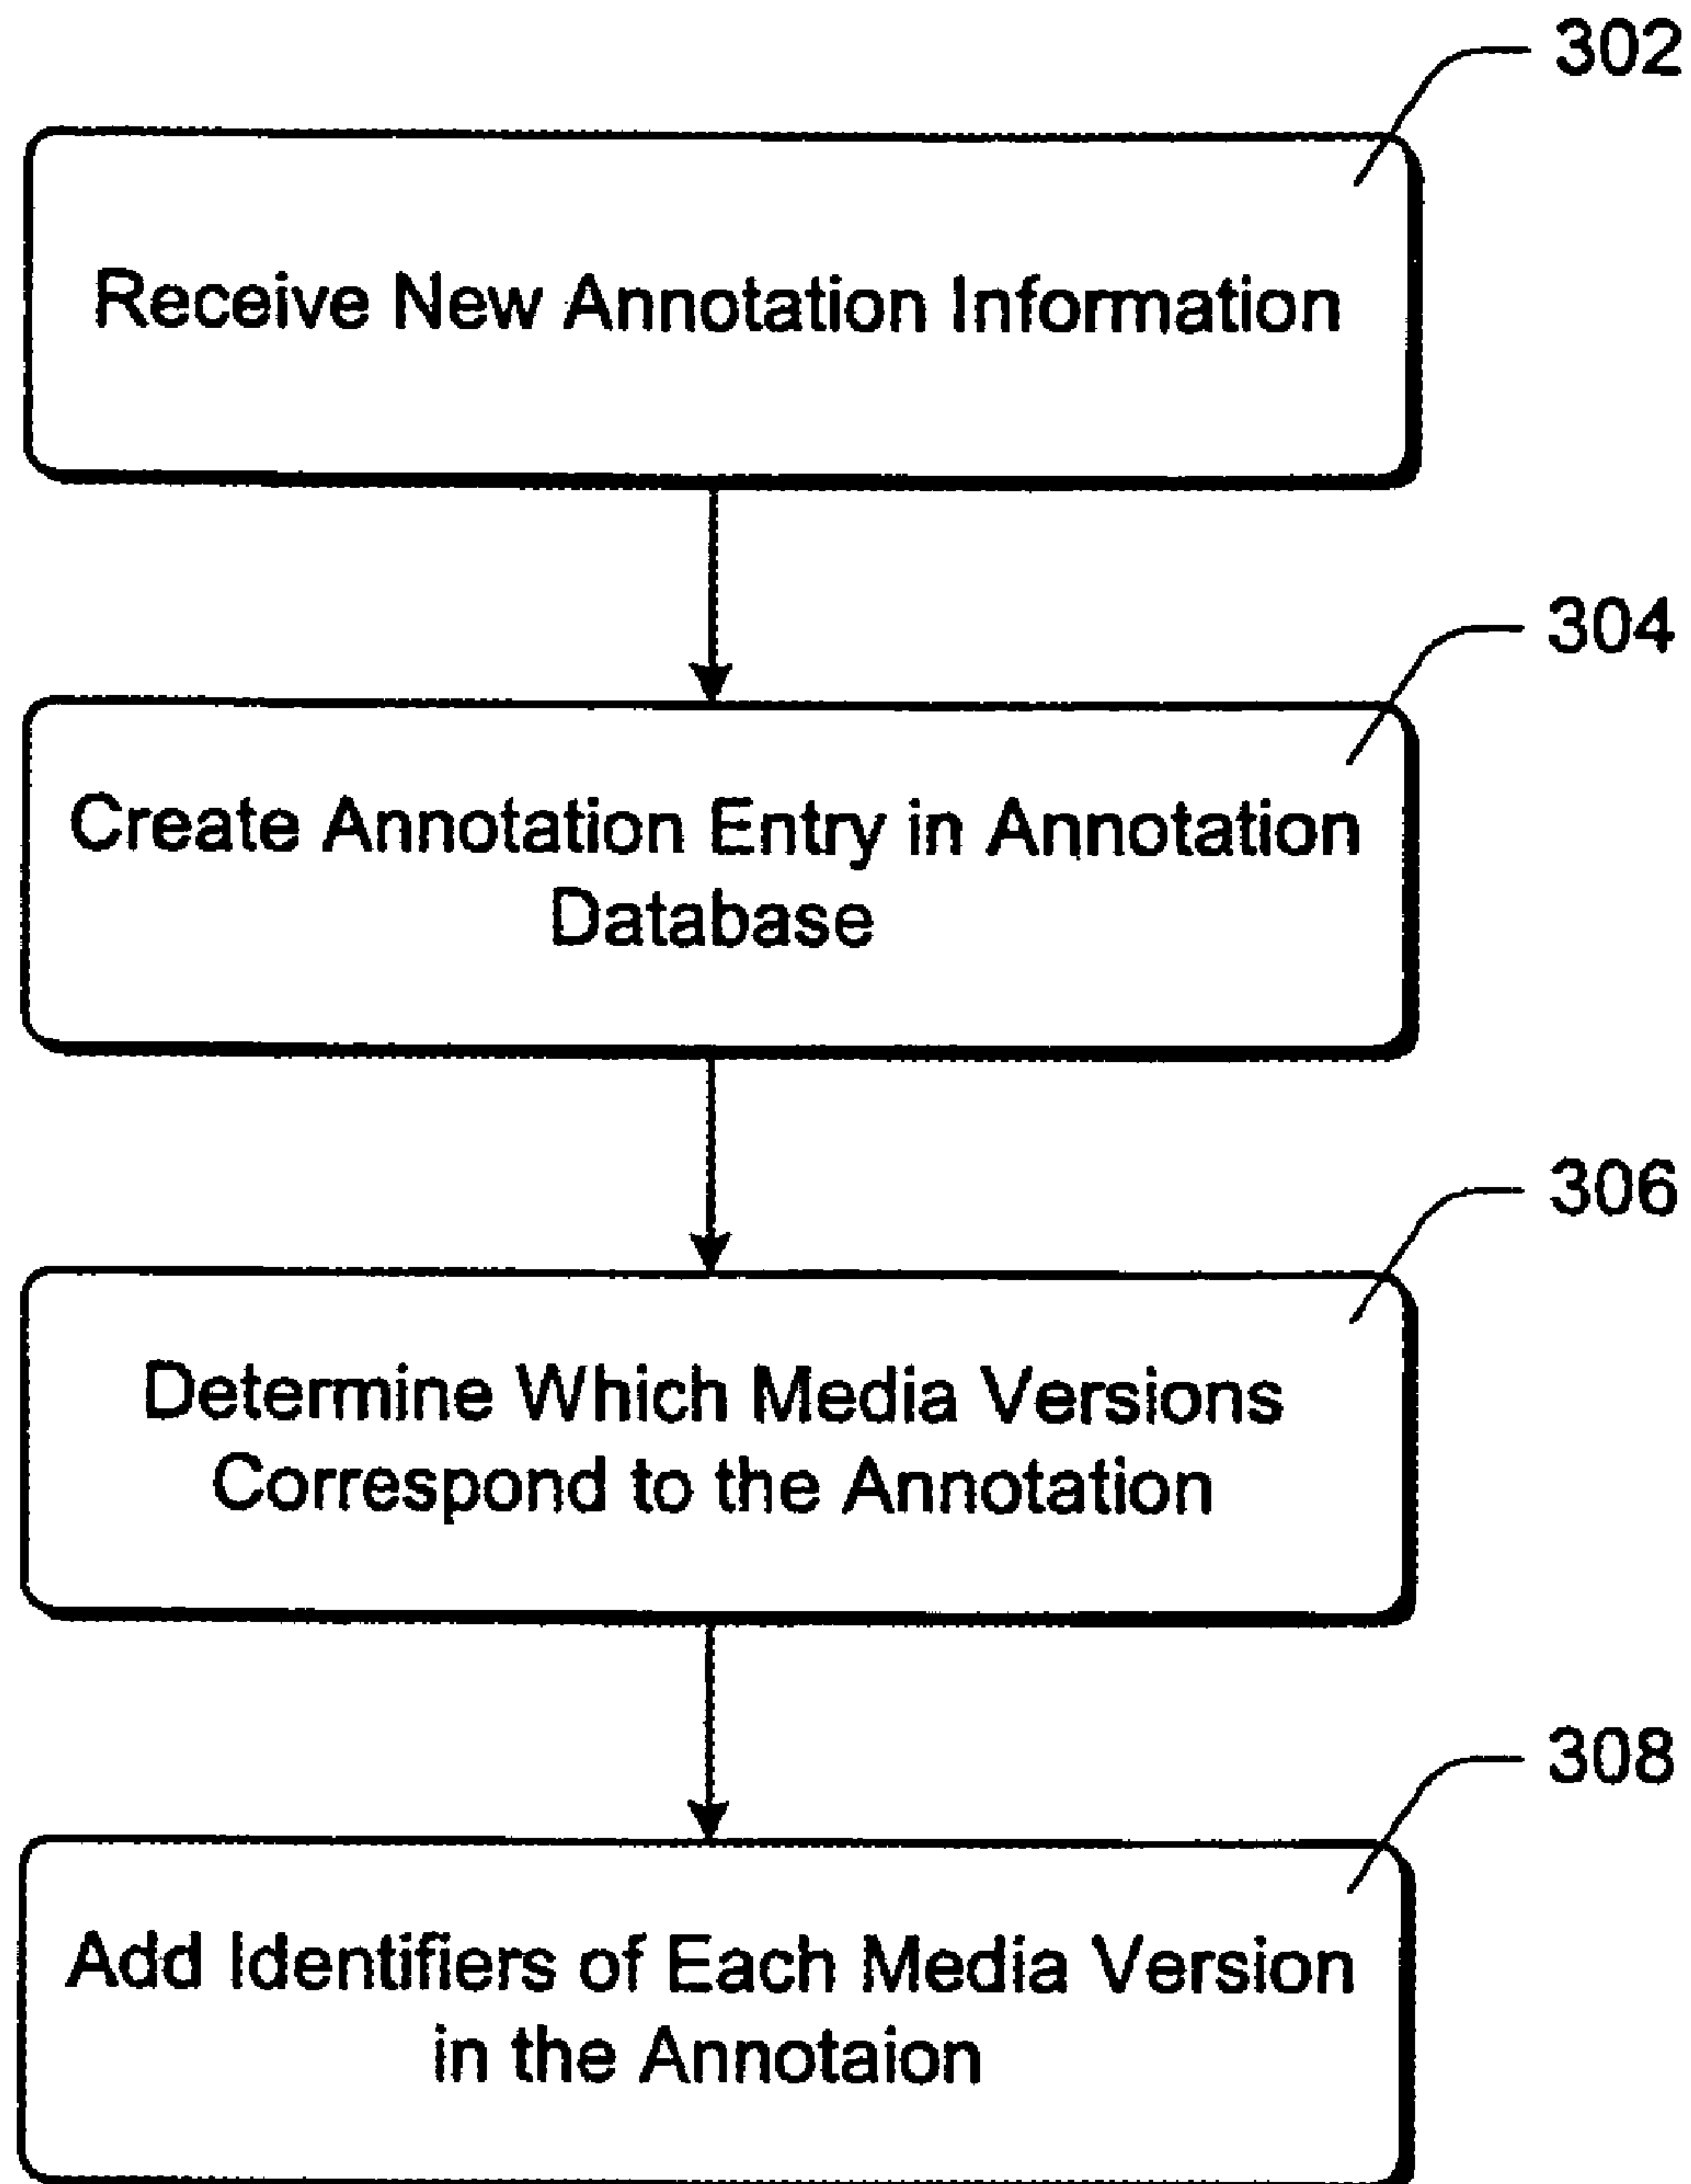 302
Receive New Annotation Information
304
Create Annotation Entry in Annotation
Database
306
Determine Which Media Versions
Correspond to the Annotation
308
Add Identifiers of Each Media Version
in the Annotaion